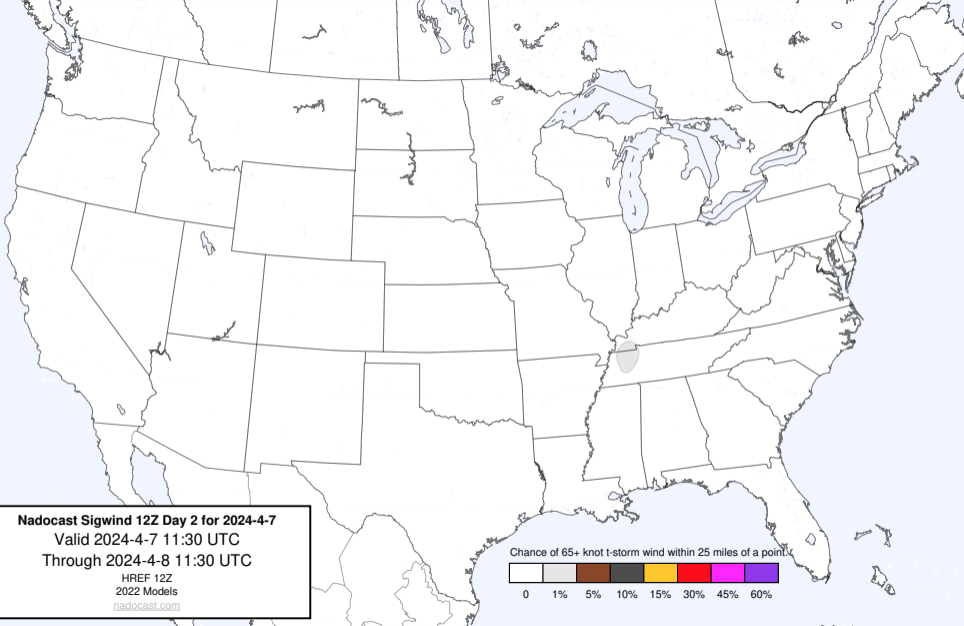 Nadocast Sigwind 12Z Day 2 for 2024-4-7
Valid 2024-4-7 11:30 UTC
Through 2024-4-8 11:30 UTC
HREF 12Z
2022 Models
nadocast.com
Chance of 65+ knot t-storm wind within 25 miles of a point.
0 1% 5% 10% 15% 30% 45% 60%